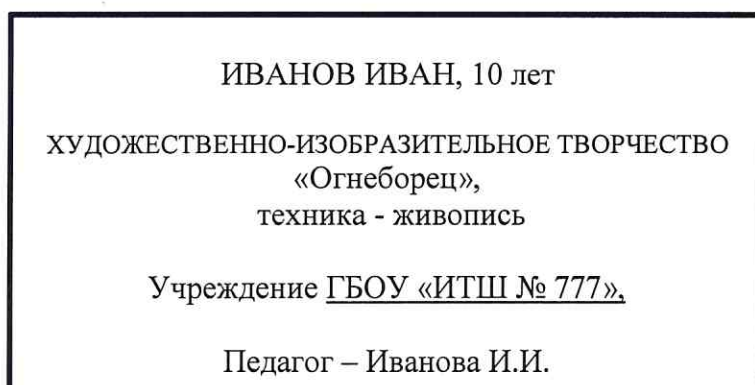 ИВАНОВ ИВАН, 10 лет
ХУДОЖЕСТВЕННО-ИЗОБРАЗИТЕЛЬНОЕ ТВОРЧЕСТВО
«Огнеборец»,
техника - живопись
Учреждение ГБОУ «ИТШ № 777»,
Педагог – Иванова И.И.